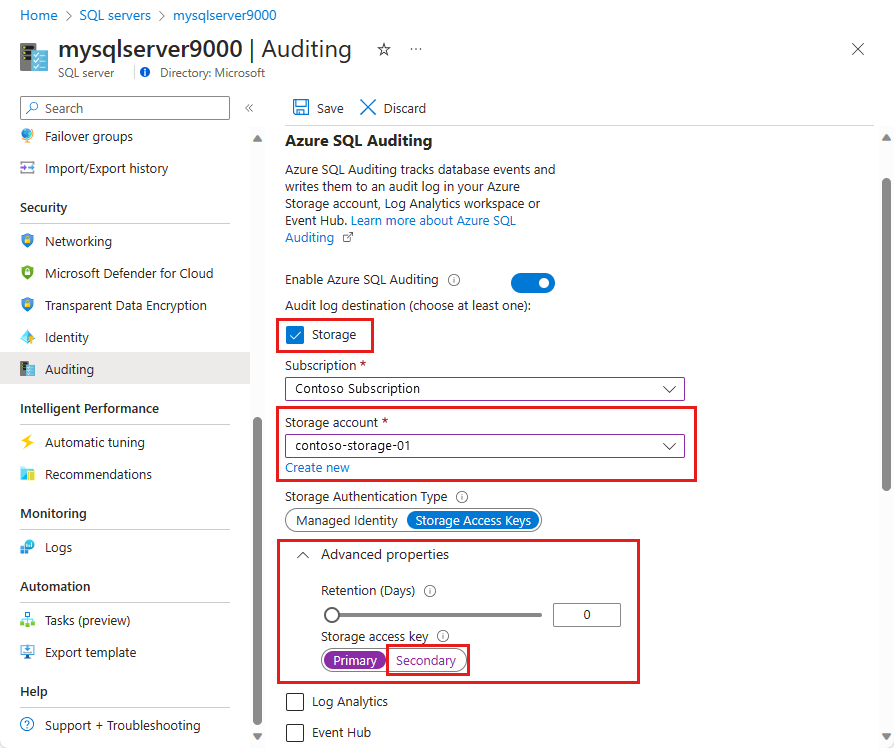 Home > SQL servers > mysqlserver9000
mysqlserver9000 | Auditing
SQL server
Directory: Microsoft
Search
Failover groups
Import/Export history
Security
Networking
Microsoft Defender for Cloud
Transparent Data Encryption
Identity
Auditing
Intelligent Performance
Automatic tuning
Recommendations
Monitoring
Logs
Automation
Tasks (preview)
Export template
Help
Support + Troubleshooting
Save Discard
Azure SQL Auditing
Azure SQL Auditing tracks database events and
writes them to an audit log in your Azure
Storage account, Log Analytics workspace or
Event Hub. Learn more about Azure SQL
Auditing
Enable Azure SQL Auditing
Audit log destination (choose at least one):
Storage
Subscription *
Contoso Subscription
Storage account *
contoso-storage-01
Create new
Storage Authentication Type
Managed Identity Storage Access Keys
Advanced properties
Retention (Days)
0
Storage access key
Primary Secondary
Log Analytics
Event Hub